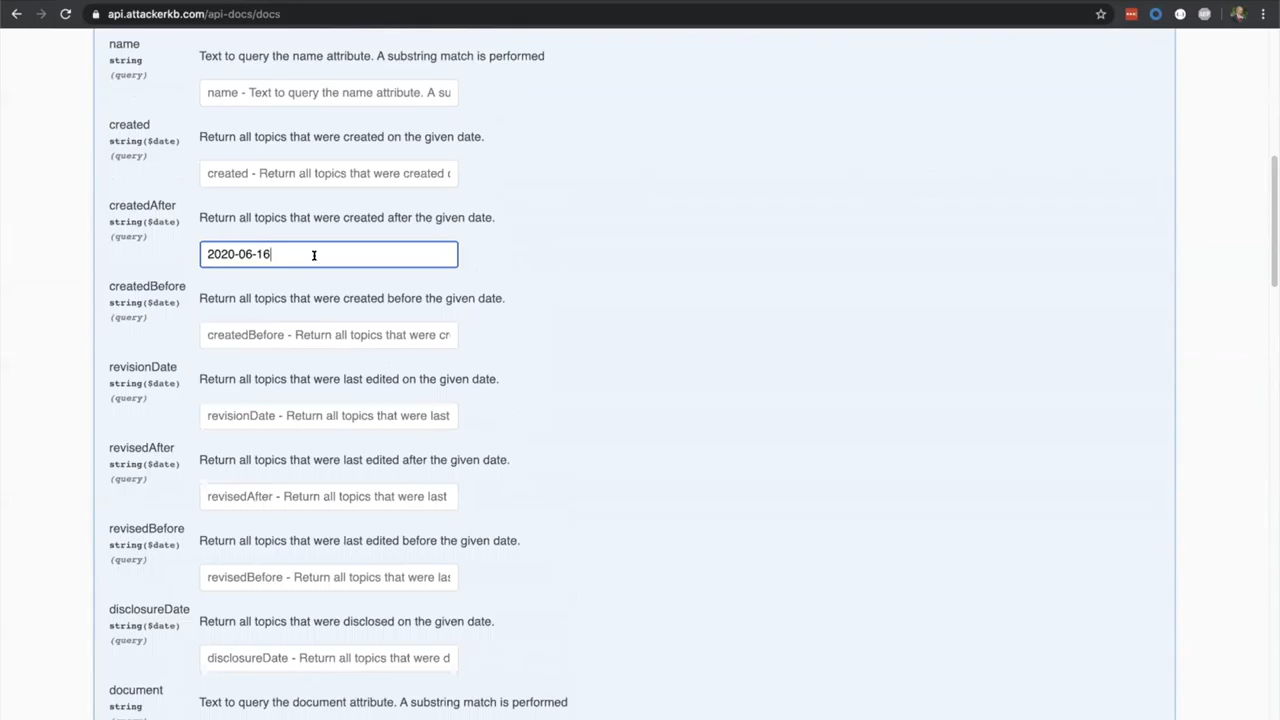 api.attackerkb.com/api-docs/docs
name
string
(query)
Text to query the name attribute. A substring match is performed
name - Text to query the name attribute. A su
created
string($date)
(query)
Return all topics that were created on the given date.
created - Return all topics that were created
createdAfter
string($date)
(query)
Return all topics that were created after the given date.
2020-06-16
createdBefore
string($date)
(query)
Return all topics that were created before the given date.
createdBefore - Return all topics that were cr
revisionDate
string($date)
(query)
Return all topics that were last edited on the given date.
revisionDate - Return all topics that were last
revisedAfter
string($date)
(query)
Return all topics that were last edited after the given date.
revisedAfter - Return all topics that were last
revisedBefore
string($date)
(query)
Return all topics that were last edited before the given date.
revisedBefore - Return all topics that were las
disclosureDate
string($date)
(query)
Return all topics that were disclosed on the given date.
disclosureDate - Return all topics that were d
document
string
Text to query the document attribute. A substring match is performed